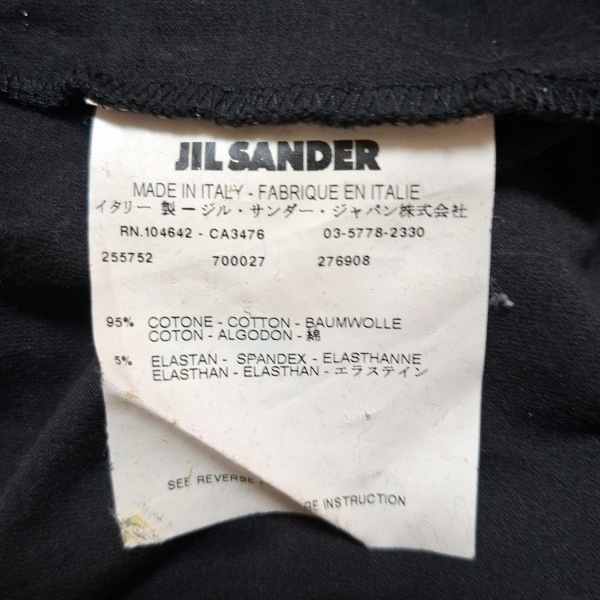 JIL SANDER
MADE IN ITALY - FABRIQUE EN ITALIE
イタリー 製 ージル・サンダー・ジャパン株式会社
RN.104642 - CA3476 03-5778-2330
255752 700027 276908
95% COTONE - COTTON - BAUMWOLLE
COTON - ALGODON - 綿
5% ELASTAN - SPANDEX - ELASTHANNE
ELASTHAN - ELASTHAN - エラステイン
SEE REVERSE INSTRUCTION